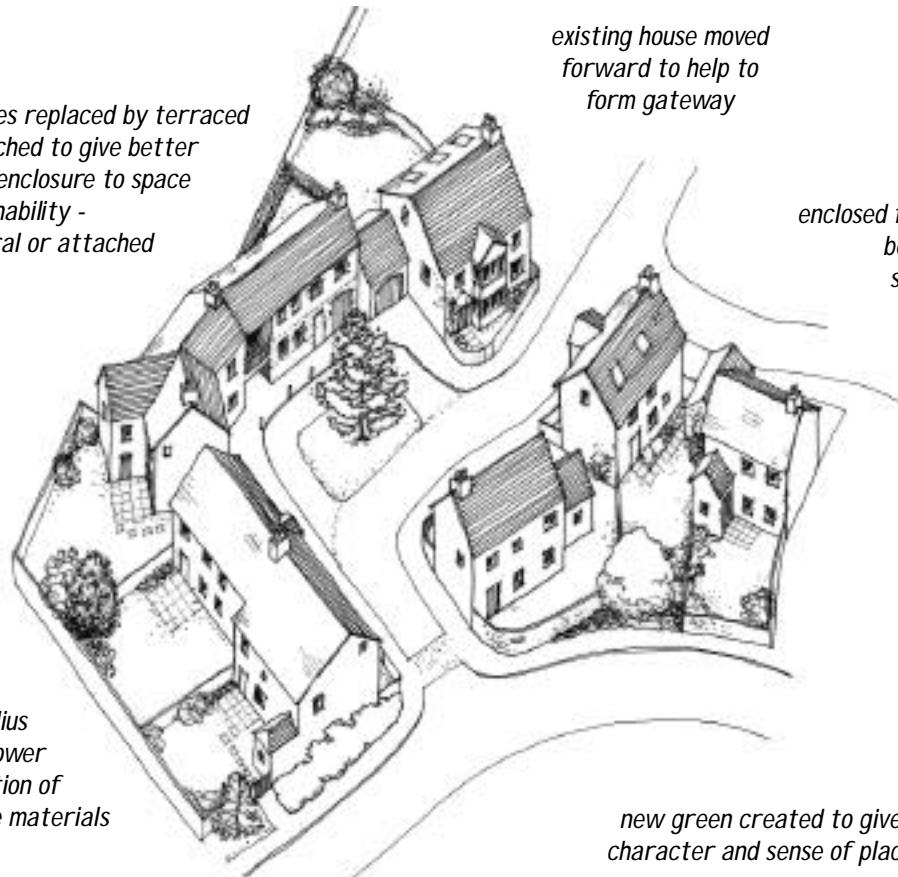 existing house moved
forward to help to
form gateway
es replaced by terraced
ched to give better
enclosure to space
nability -
al or attached
enclosed f
be
s
lius
ower
tion of
e materials
new green created to give
character and sense of plac